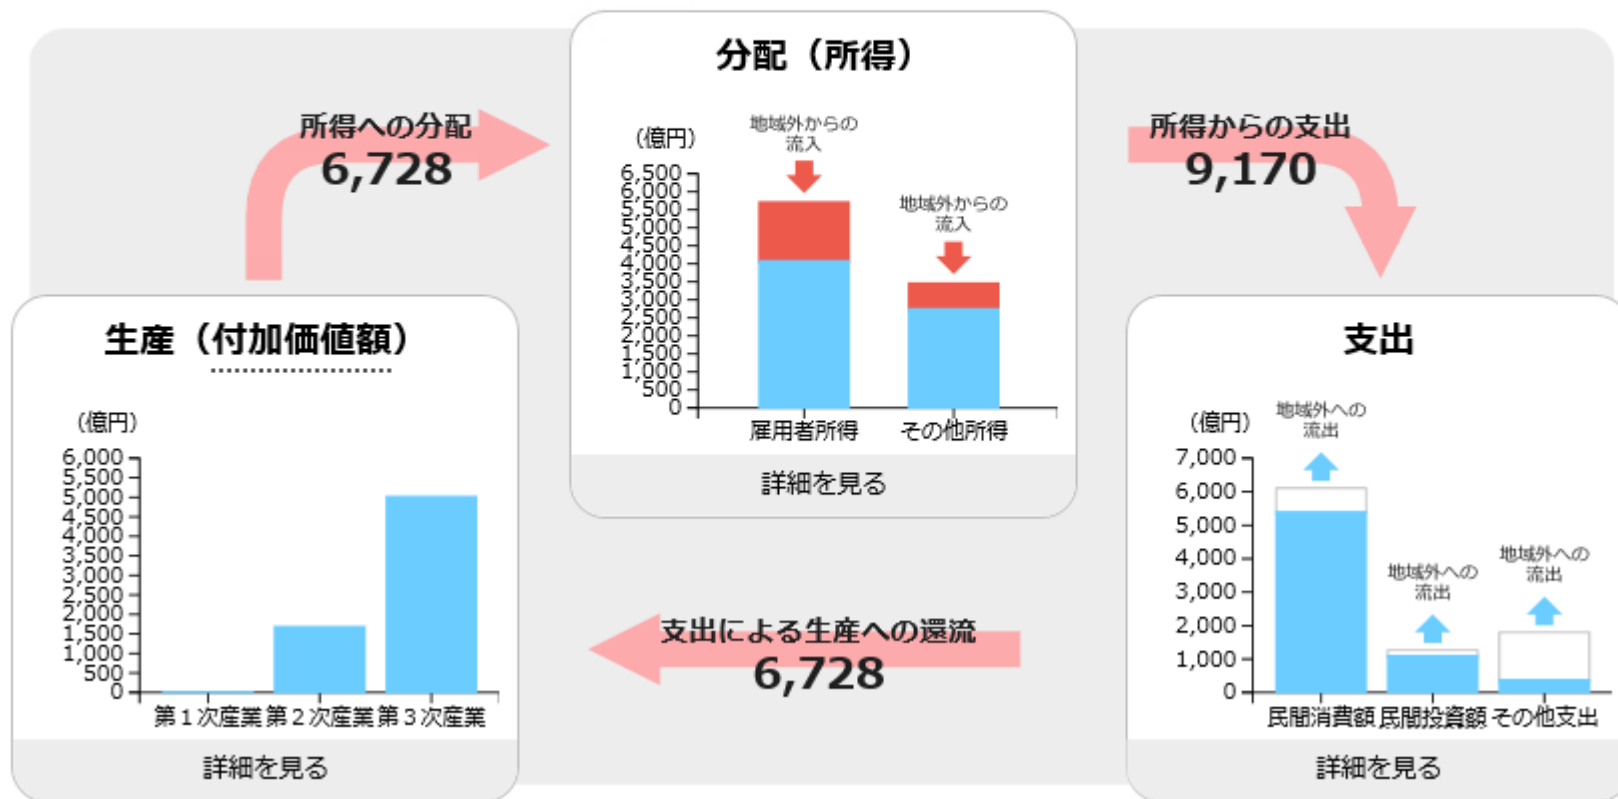 分配（所得）
所得への分配
6,728
所得からの支出
9,170
（億円）
地域外からの
流入
地域外からの
流入
6,500
6,000
5,500
5,000
4,500
4,000
3,500
3,000
2,500
2,000
1,500
1,000
500
0
雇用者所得
その他所得
詳細を見る
生産（付加価値額）
（億円）
6,000
5,500
5,000
4,500
4,000
3,500
3,000
2,500
2,000
1,500
1,000
500
0
第１次産業
第２次産業
第３次産業
詳細を見る
支出
（億円）
地域外への
流出
地域外への
流出
地域外への
流出
7,000
6,000
5,000
4,000
3,000
2,000
1,000
0
民間消費額
民間投資額
その他支出
詳細を見る
支出による生産への還流
6,728